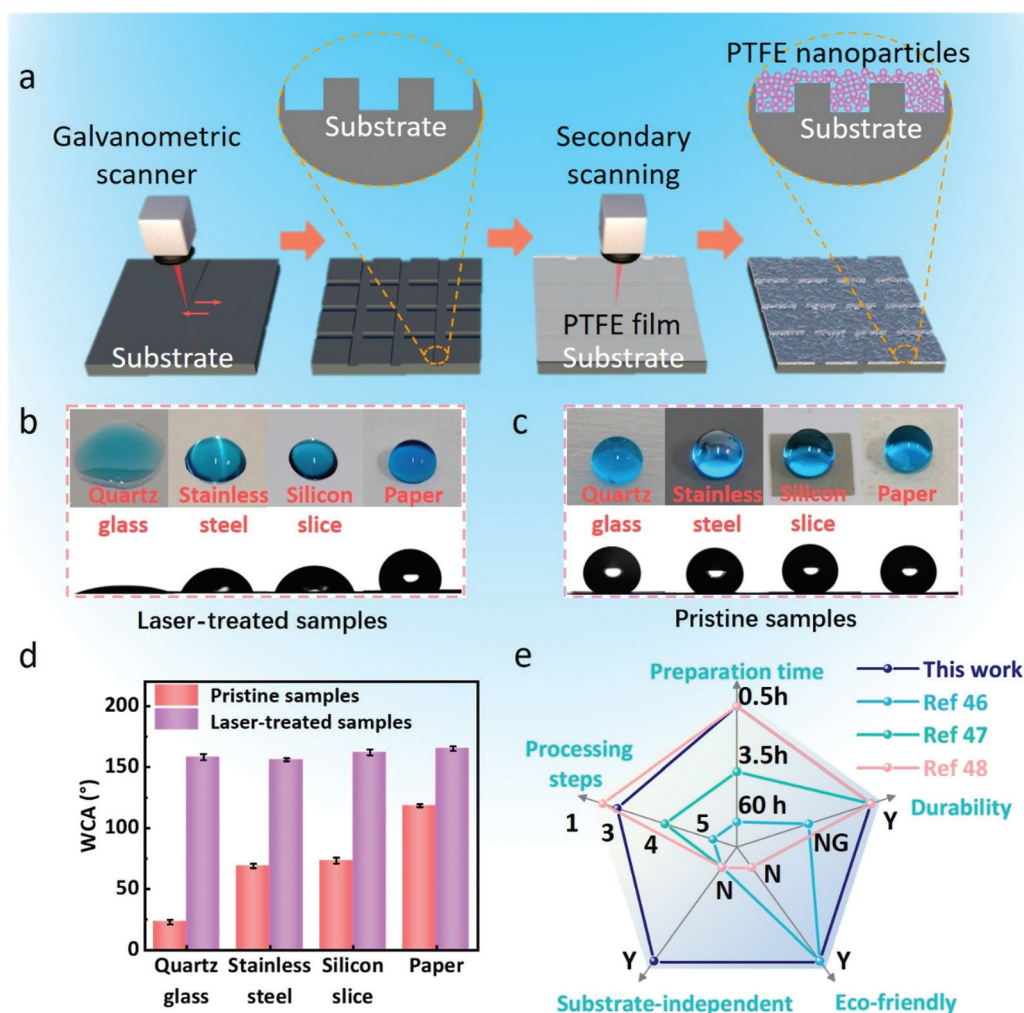 a
Galvanometric
scanner
Substrate
Substrate
Secondary
scanning
PTFE film
Substrate
PTFE nanoparticles
Substrate
b
Quartz
glass
Stainless
steel
Silicon
slice
Paper
Laser-treated samples
c
Quartz
glass
Stainless
steel
Silicon
slice
Paper
Pristine samples
d
Pristine samples
Laser-treated samples
WCA (°)
200
150
100
50
0
Quartz
glass
Stainless
steel
Silicon
slice
Paper
e
This work
Ref 46
Ref 47
Ref 48
Preparation time
0.5h
3.5h
60 h
Processing
steps
1
3
4
5
Durability
Y
NG
N
N
Y
Y
Substrate-independent
Eco-friendly